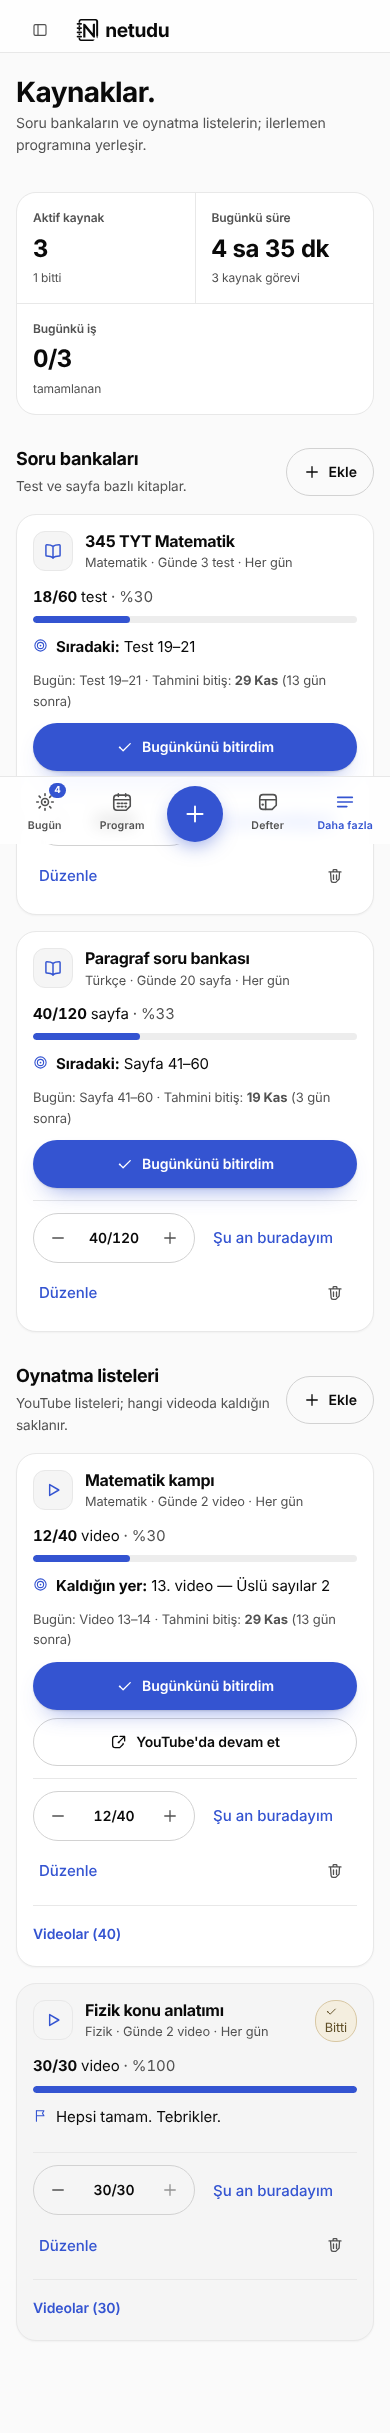 netudu
Kaynaklar.
Soru bankaların ve oynatma listelerin; ilerlemen
programına yerleşir.
Aktif kaynak
3
1 bitti
Bugünkü süre
4 sa 35 dk
3 kaynak görevi
Bugünkü iş
0/3
tamamlanan
Soru bankaları
Test ve sayfa bazlı kitaplar.
Ekle
345 TYT Matematik
Matematik · Günde 3 test · Her gün
18/60 test · %30
Sıradaki: Test 19–21
Bugün: Test 19–21 · Tahmini bitiş: 29 Kas (13 gün
sonra)
Bugünkünü bitirdim
4
Bugün
Program
Defter
Daha fazla
Düzenle
Paragraf soru bankası
Türkçe · Günde 20 sayfa · Her gün
40/120 sayfa · %33
Sıradaki: Sayfa 41–60
Bugün: Sayfa 41–60 · Tahmini bitiş: 19 Kas (3 gün
sonra)
Bugünkünü bitirdim
40/120
Şu an buradayım
Düzenle
Oynatma listeleri
YouTube listeleri; hangi videoda kaldığın
saklanır.
Ekle
Matematik kampı
Matematik · Günde 2 video · Her gün
12/40 video · %30
Kaldığın yer: 13. video — Üslü sayılar 2
Bugün: Video 13–14 · Tahmini bitiş: 29 Kas (13 gün
sonra)
Bugünkünü bitirdim
YouTube'da devam et
12/40
Şu an buradayım
Düzenle
Videolar (40)
Fizik konu anlatımı
Fizik · Günde 2 video · Her gün
Bitti
30/30 video · %100
Hepsi tamam. Tebrikler.
30/30
Şu an buradayım
Düzenle
Videolar (30)